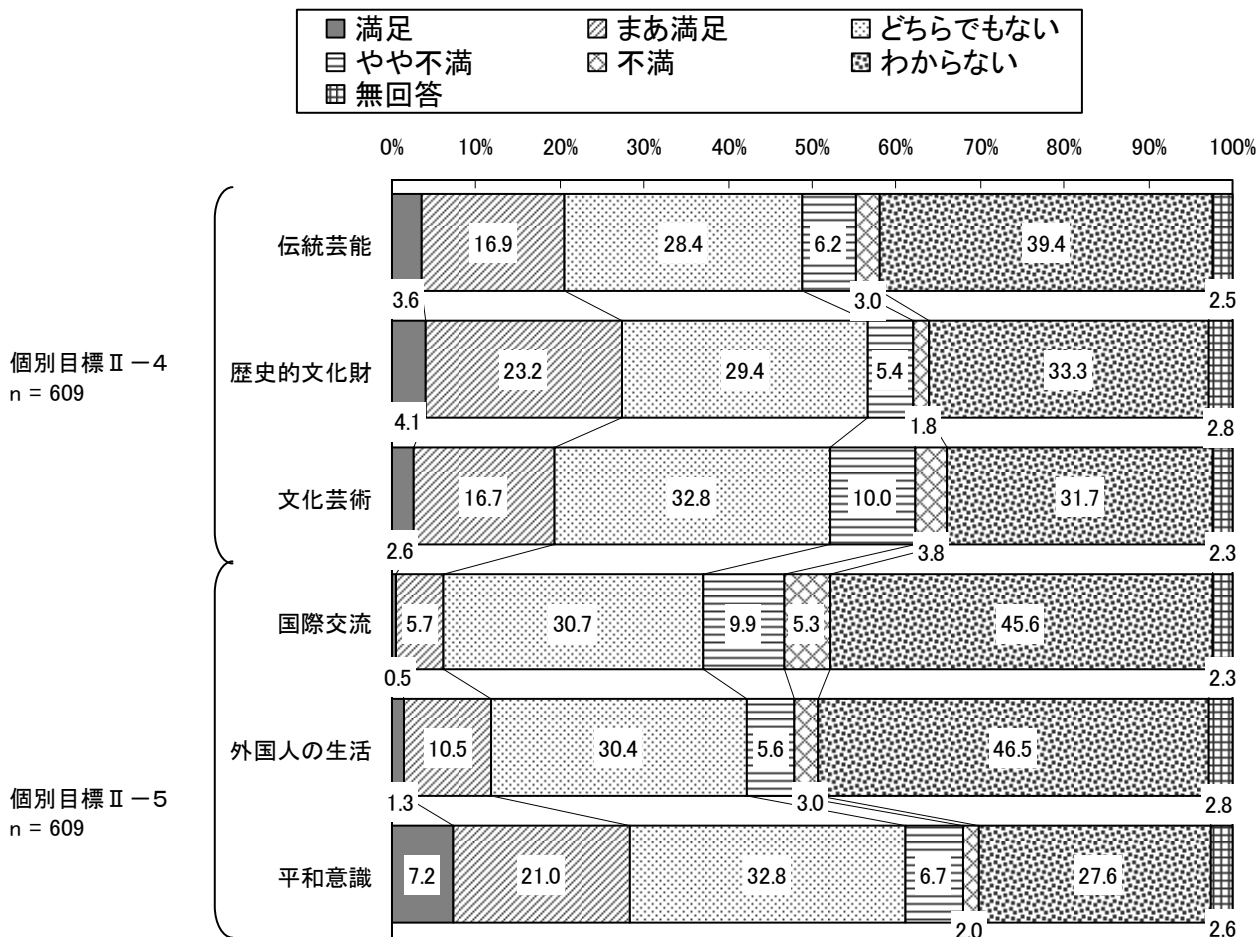 満足 まあ満足 どちらでもない
やや不満 不満 わからない
無回答
0% 10% 20% 30% 40% 50% 60% 70% 80% 90% 100%
伝統芸能 16.9 28.4 6.2 39.4
3.6 3.0 2.5
個別目標Ⅱ－4
n = 609
歴史的文化財 23.2 29.4 5.4 33.3
4.1 1.8 2.8
文化芸術 16.7 32.8 10.0 31.7
2.6 3.8 2.3
国際交流 5.7 30.7 9.9 5.3 45.6
0.5 2.3
外国人の生活 10.5 30.4 5.6 46.5
1.3 3.0 2.8
個別目標Ⅱ－5
n = 609
平和意識 7.2 21.0 32.8 6.7 27.6
2.0 2.6